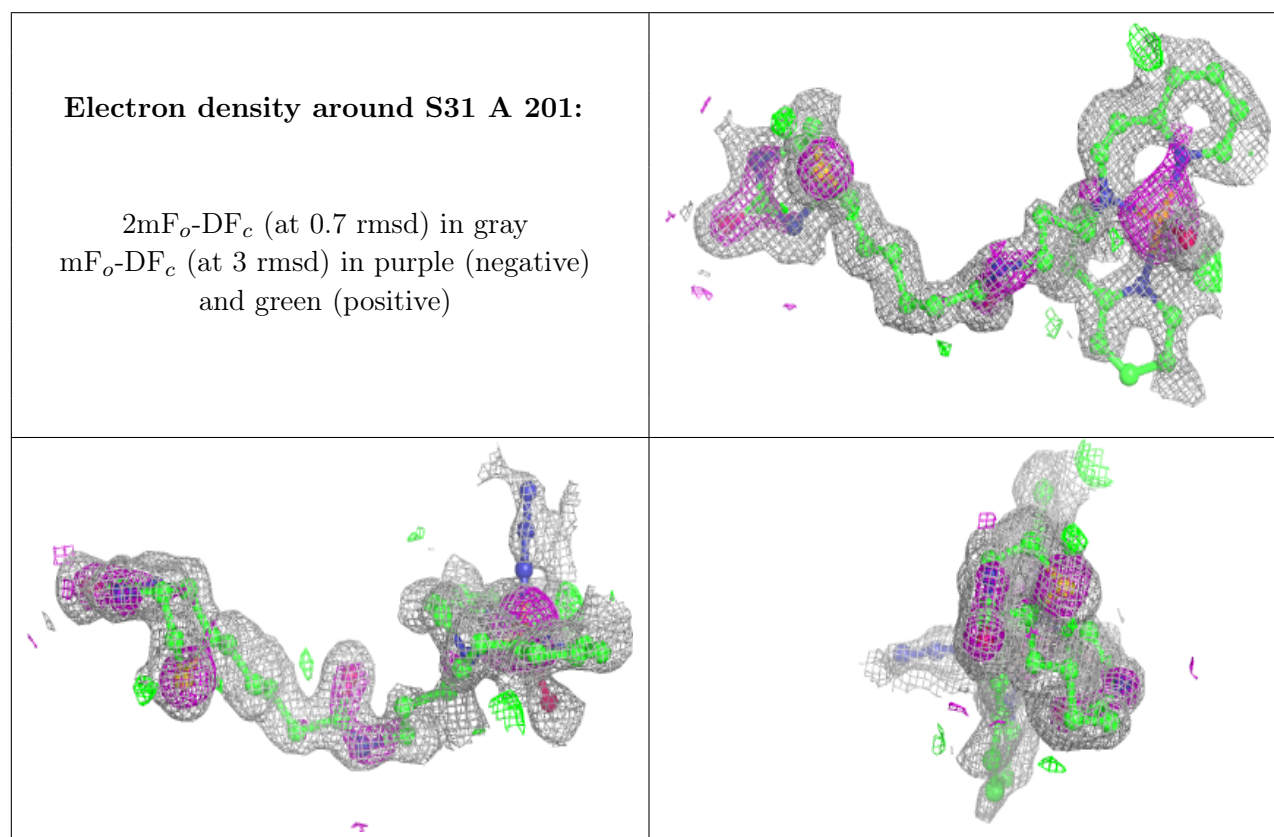 Electron density around S31 A 201:
2mFₒ-DF𝒸 (at 0.7 rmsd) in gray
mFₒ-DF𝒸 (at 3 rmsd) in purple (negative)
and green (positive)